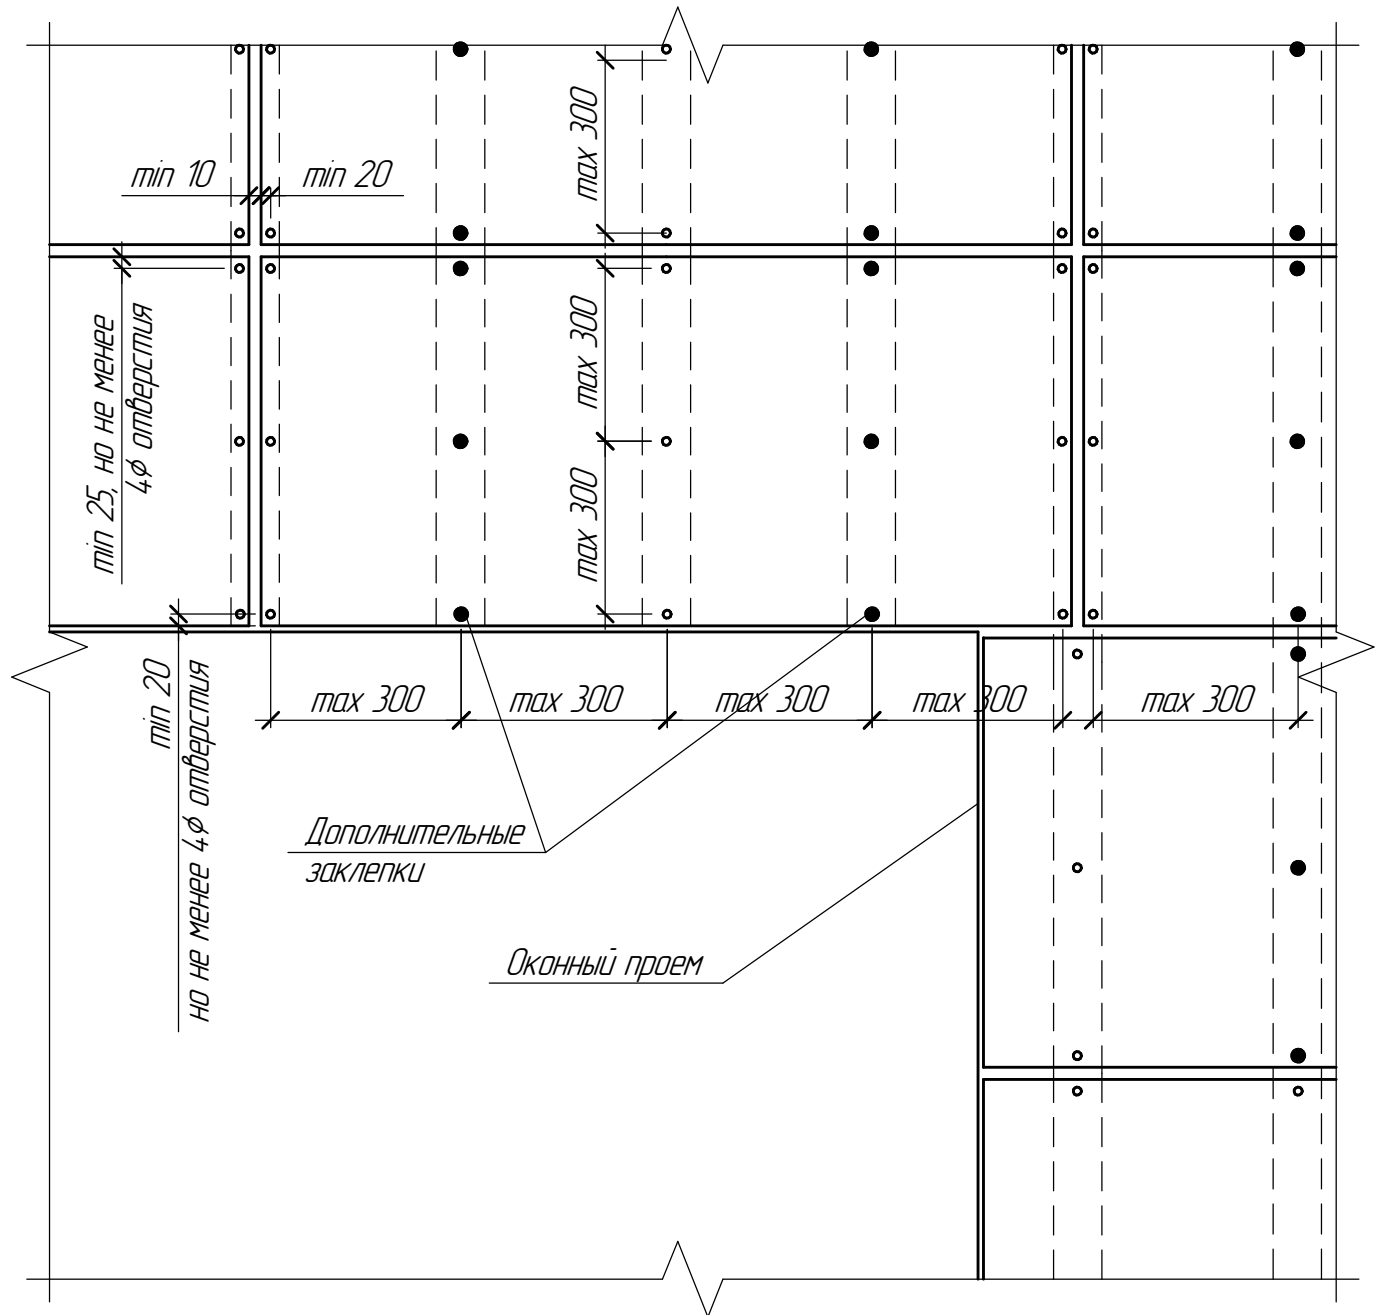 max 300
min 10
min 20
min 25, но не менее
4ф отверстия
max 300
max 300
min 20
но не менее 4ф отверстия
max 300
max 300
max 300
max 300
max 300
Дополнительные
заклепки
Оконный проем